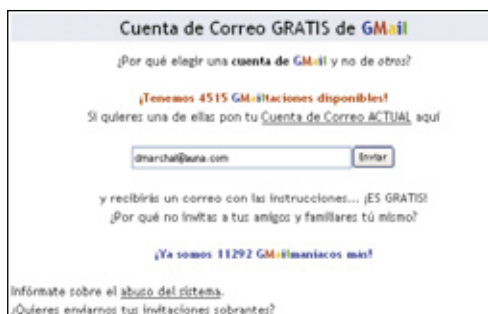 Cuenta de Correo GRATIS de GMail
¿Por qué elegir una cuenta de GMail y no de otros?
¡Tenemos 4515 GMailtaciones disponibles!
Si quieres una de ellas pon tu Cuenta de Correo ACTUAL aquí
dmarchal@auna.com Enviar
y recibirás un correo con las instrucciones... ¡ES GRATIS!
¿Por qué no invitas a tus amigos y familiares tú mismo?
¡Ya somos 11292 GMailmaníacos más!
Infórmate sobre el abuso del sistema.
¿Quieres enviarnos tus invitaciones sobrantes?